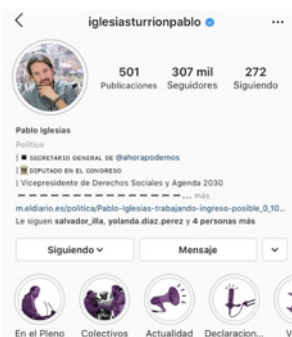 iglesiasturrionpablo
501 307 mil 272
Publicaciones Seguidores Siguiendo
Pablo Iglesias
Político
| SECRETARIO GENERAL DE @ahorapodemos
| DIPUTADO EN EL CONGRESO
| Vicepresidente de Derechos Sociales y Agenda 2030
— — — — — — — — — — ... más
m.eldiario.es/politica/Pablo-Iglesias-trabajando-ingreso-posible_0_10...
Le siguen salvador_illa, yolanda.diaz.perez y 4 personas más
Siguiendo Mensaje
En el Pleno Colectivos Actualidad Declaracion... V